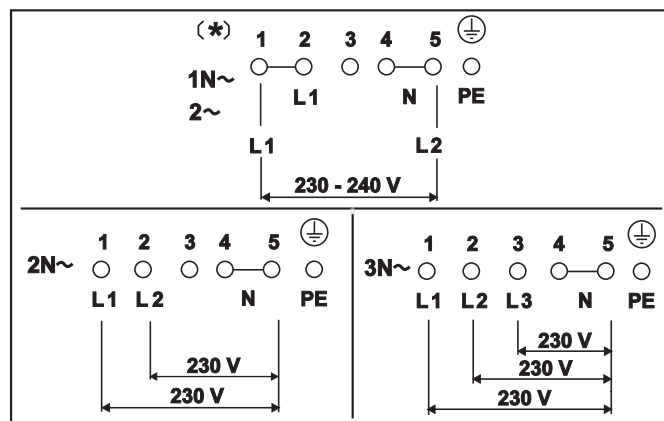 (*) 1 2 3 4 5
1N~ L1 N PE
2~
L1 L2
230 - 240 V
1 2 3 4 5
2N~
L1 L2 N PE
230 V
230 V
1 2 3 4 5
3N~
L1 L2 L3 N PE
230 V
230 V
230 V